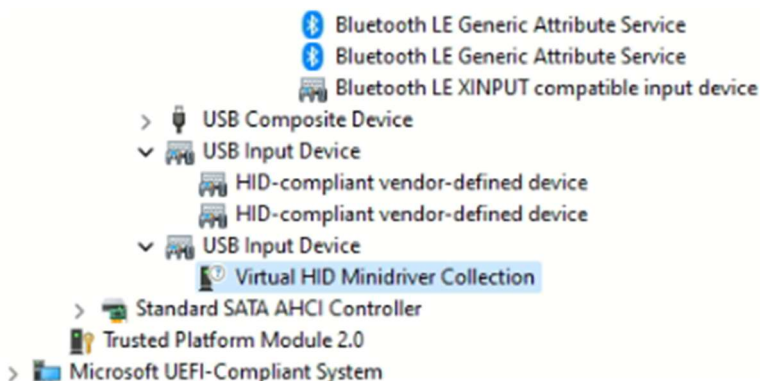 Bluetooth LE Generic Attribute Service
Bluetooth LE Generic Attribute Service
Bluetooth LE XINPUT compatible input device
USB Composite Device
USB Input Device
HID-compliant vendor-defined device
HID-compliant vendor-defined device
USB Input Device
Virtual HID Minidriver Collection
Standard SATA AHCI Controller
Trusted Platform Module 2.0
Microsoft UEFI-Compliant System